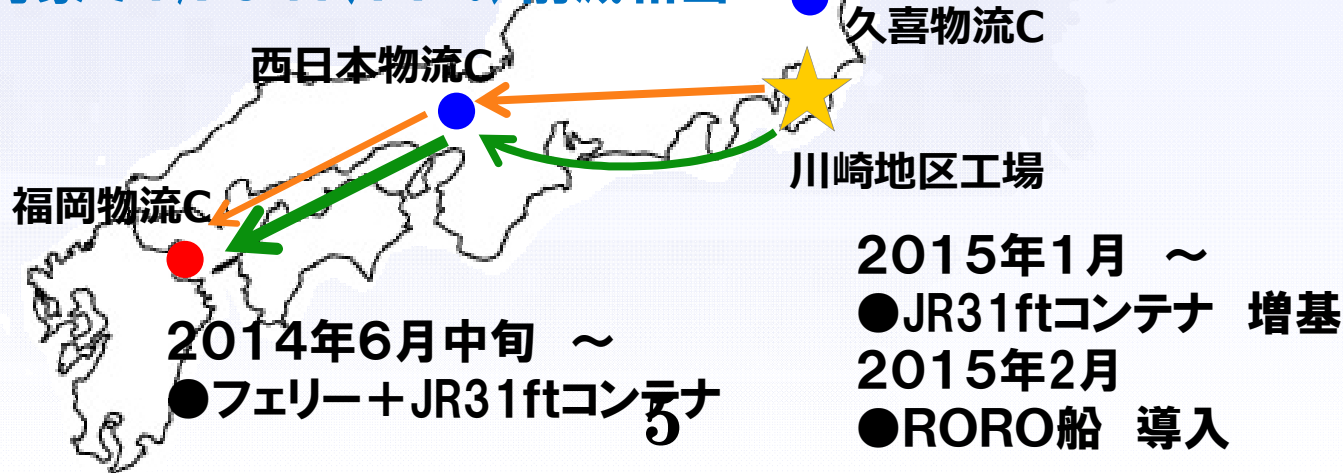 久喜物流C
西日本物流C
川崎地区工場
福岡物流C
2015年1月 ～
●JR31ftコンテナ 増基
2015年2月
●RORO船 導入
2014年6月中旬 ～
●フェリー＋JR31ftコンテナ
5